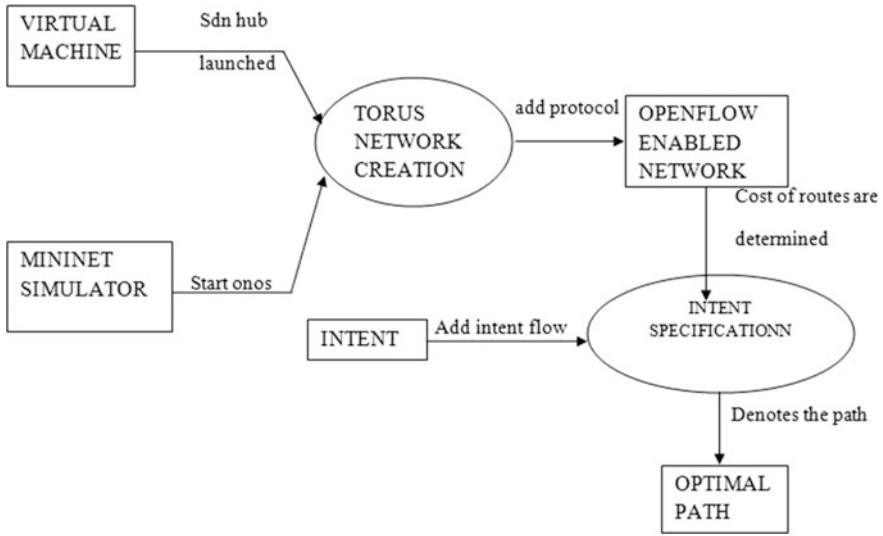 VIRTUAL
MACHINE
Sdn hub
launched
TORUS
NETWORK
CREATION
add protocol
OPENFLOW
ENABLED
NETWORK
Cost of routes are
determined
MININET
SIMULATOR
Start onos
INTENT
Add intent flow
INTENT
SPECIFICATIONN
Denotes the path
OPTIMAL
PATH